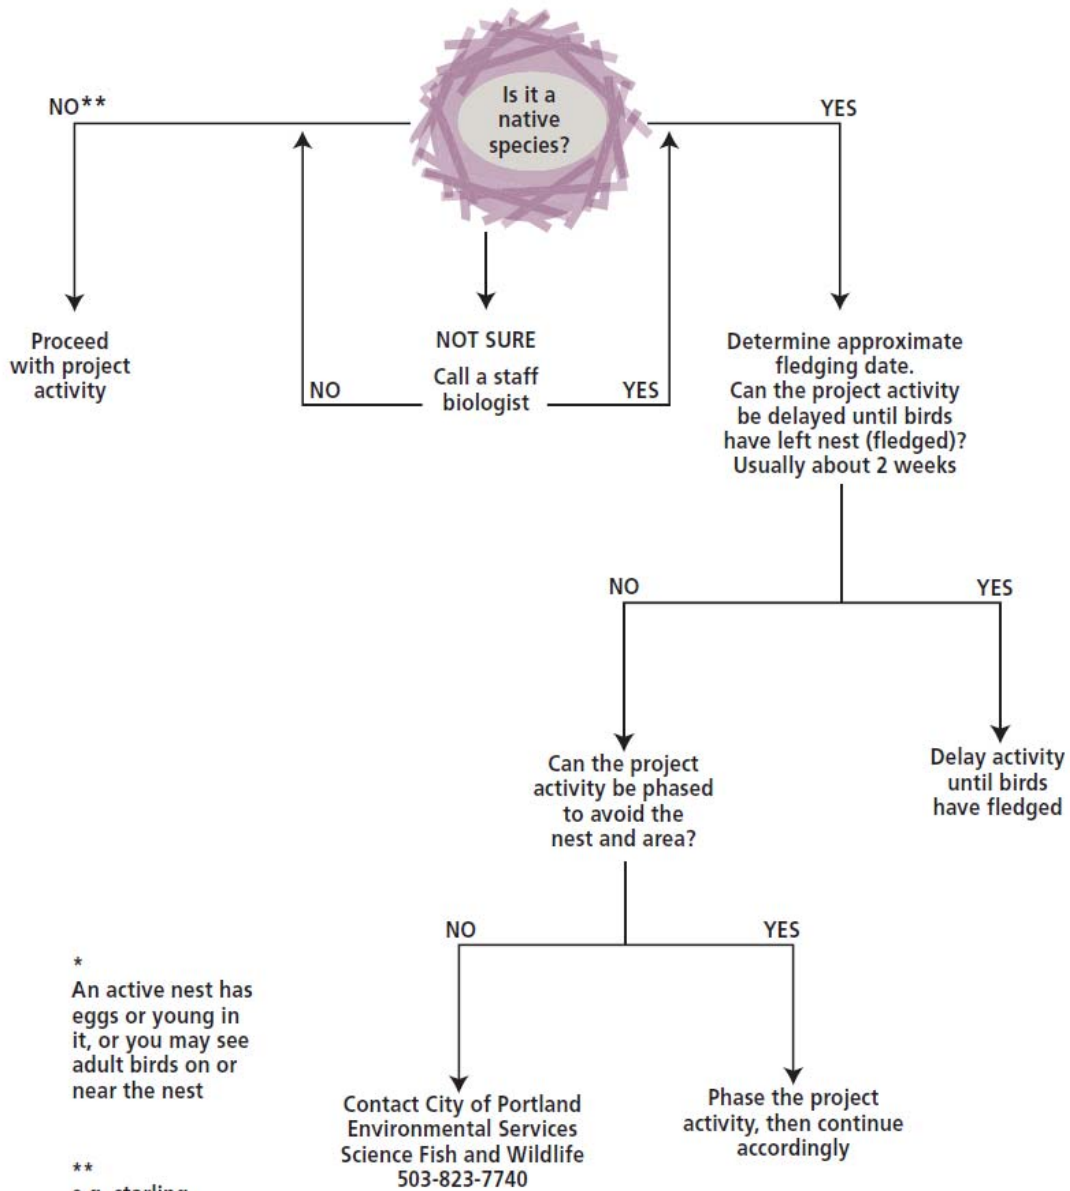 Is it a
native
species?
NO**
YES
Proceed
with project
activity
NOT SURE
Call a staff
biologist
NO
YES
Determine approximate
fledging date.
Can the project activity
be delayed until birds
have left nest (fledged)?
Usually about 2 weeks
NO
YES
Can the project
activity be phased
to avoid the
nest and area?
Delay activity
until birds
have fledged
NO
YES
Contact City of Portland
Environmental Services
Science Fish and Wildlife
503-823-7740
Phase the project
activity, then continue
accordingly
*
An active nest has
eggs or young in
it, or you may see
adult birds on or
near the nest
**
e.g. starling